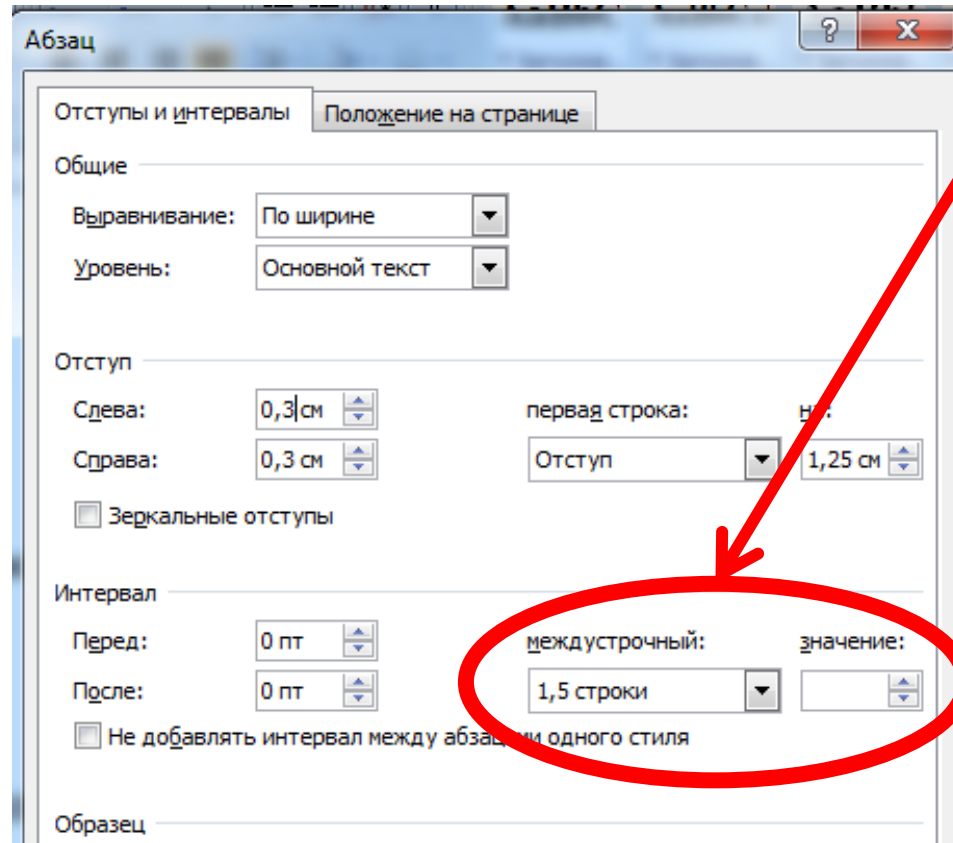 Абзац
Отступы и интервалы Положение на странице
Общие
Выравнивание: По ширине
Уровень: Основной текст
Отступ
Слева: 0,3 см первая строка:
Справа: 0,3 см Отступ 1,25 см
Зеркальные отступы
Интервал
Перед: 0 пт междустрочный: значение:
После: 0 пт 1,5 строки
Не добавлять интервал между абзацами одного стиля
Образец